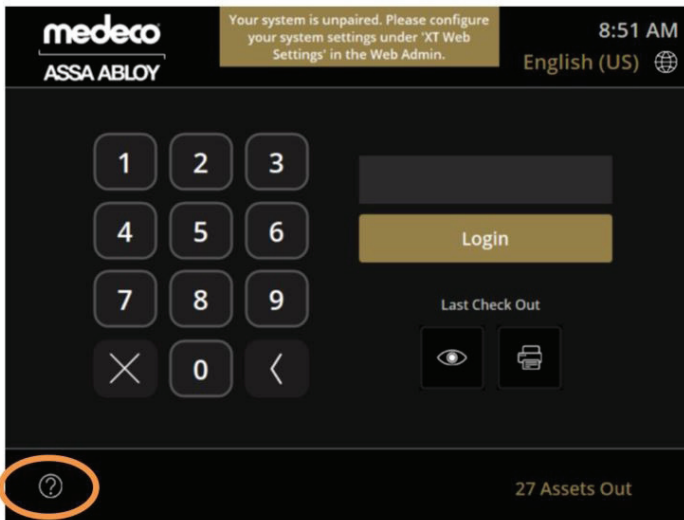 medeco
ASSA ABLOY
Your system is unpaired. Please configure
your system settings under 'XT Web
Settings' in the Web Admin.
8:51 AM
English (US)
1 2 3
4 5 6
7 8 9
0
Login
Last Check Out
?
27 Assets Out